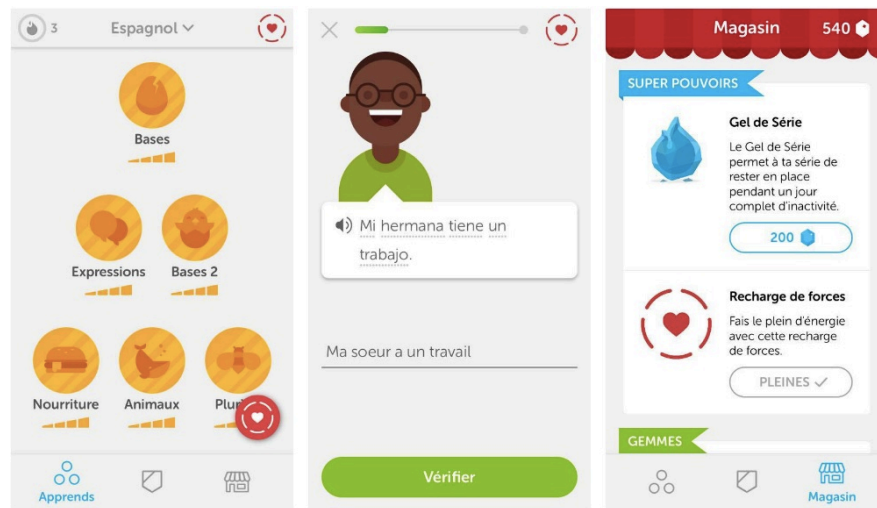 3
Espagnol
Bases
Expressions
Bases 2
Nourriture
Animaux
Apprends
Mi hermana tiene un
trabajo.
Ma soeur a un travail
Vérifier
Magasin
540
SUPER POUVOIRS
Gel de Série
Le Gel de Série
permet à ta série de
rester en place
pendant un jour
complet d'inactivité.
200
Recharge de forces
Fais le plein d'énergie
avec cette recharge
de forces.
PLEINES
GEMMES
Magasin